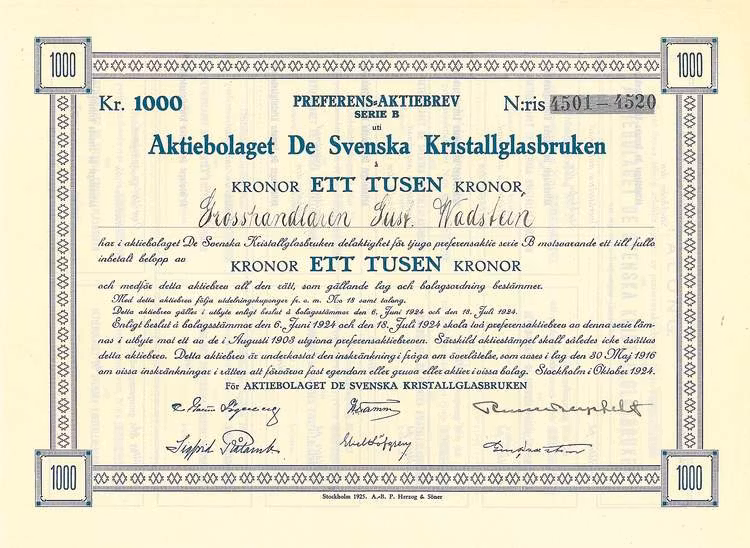 1000 1000
Kr. 1000 PREFERENS-AKTIEBREV N:ris 4501-4520
SERIE B
uti
Aktiebolaget De Svenska Kristallglasbruken
å
KRONOR ETT TUSEN KRONOR,
Grosshandlaren Gust. Wadstein
har i aktiebolaget De Svenska Kristallglasbruken delaktighet för tjugo preferensaktie serie B motsvarande ett till fullo
inbetalt belopp av
KRONOR ETT TUSEN KRONOR
och medför detta aktiebrev all den rätt, som gällande lag och bolagsordning bestämmer.
Med detta aktiebrev följa utdelningskuponger fr. o. m. No 18 samt talong.
Detta aktiebrev gäller i utbyte enligt beslut å bolagsstämmor den 6. Juni 1924 och den 18. Juli 1924.
Enligt beslut å bolagsstämmor den 6. Juni 1924 och den 18. Juli 1924 skola två preferensaktiebrev av denna serie läm-
nas i utbyte mot ett av de i Augusti 1903 utgivna preferensaktiebreven. Särskild aktiestämpel skall således icke åsättas
detta aktiebrev. Detta aktiebrev är underkastat den inskränkning i fråga om överlåtelse, som avses i lag den 30 Maj 1916
om vissa inskränkningar i rätten att förvärva fast egendom eller gruva eller aktier i vissa bolag. Stockholm i Oktober 1924.
För AKTIEBOLAGET DE SVENSKA KRISTALLGLASBRUKEN
Sigfrid
1000 1000
Stockholm 1925. A.-B. P. Herzog & Söner